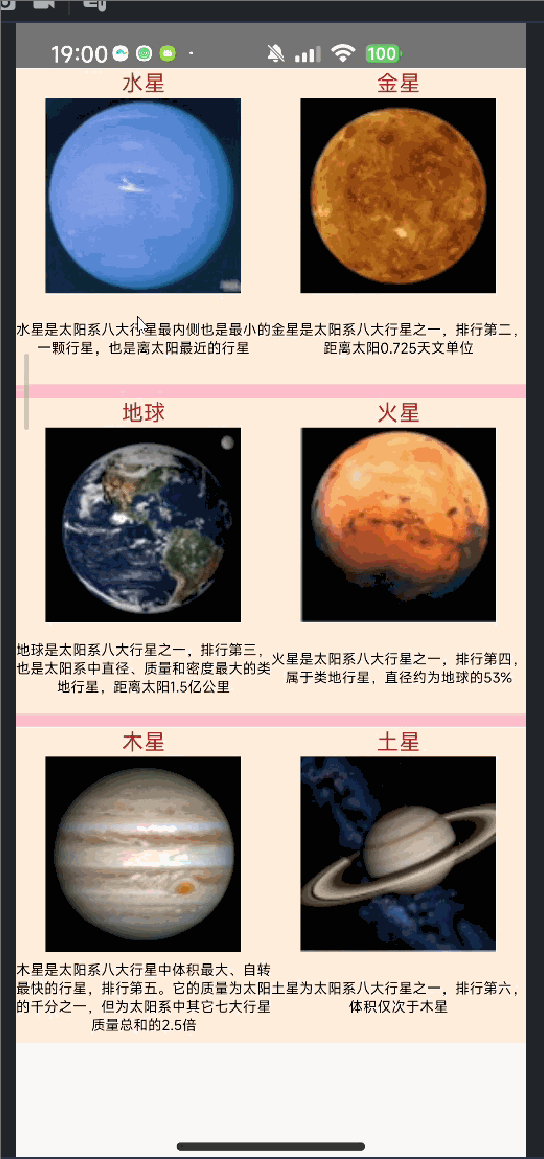 19:00
100
水星
金星
水星是太阳系八大行星最内侧也是最小的
一颗行星，也是离太阳最近的行星
金星是太阳系八大行星之一，排行第二，
距离太阳0.725天文单位
地球
火星
地球是太阳系八大行星之一，排行第三，
也是太阳系中直径、质量和密度最大的类
地行星，距离太阳1.5亿公里
火星是太阳系八大行星之一，排行第四，
属于类地行星，直径约为地球的53%
木星
土星
木星是太阳系八大行星中体积最大、自转
最快的行星，排行第五。它的质量为太阳
的千分之一，但为太阳系中其它七大行星
质量总和的2.5倍
土星为太阳系八大行星之一，排行第六，
体积仅次于木星